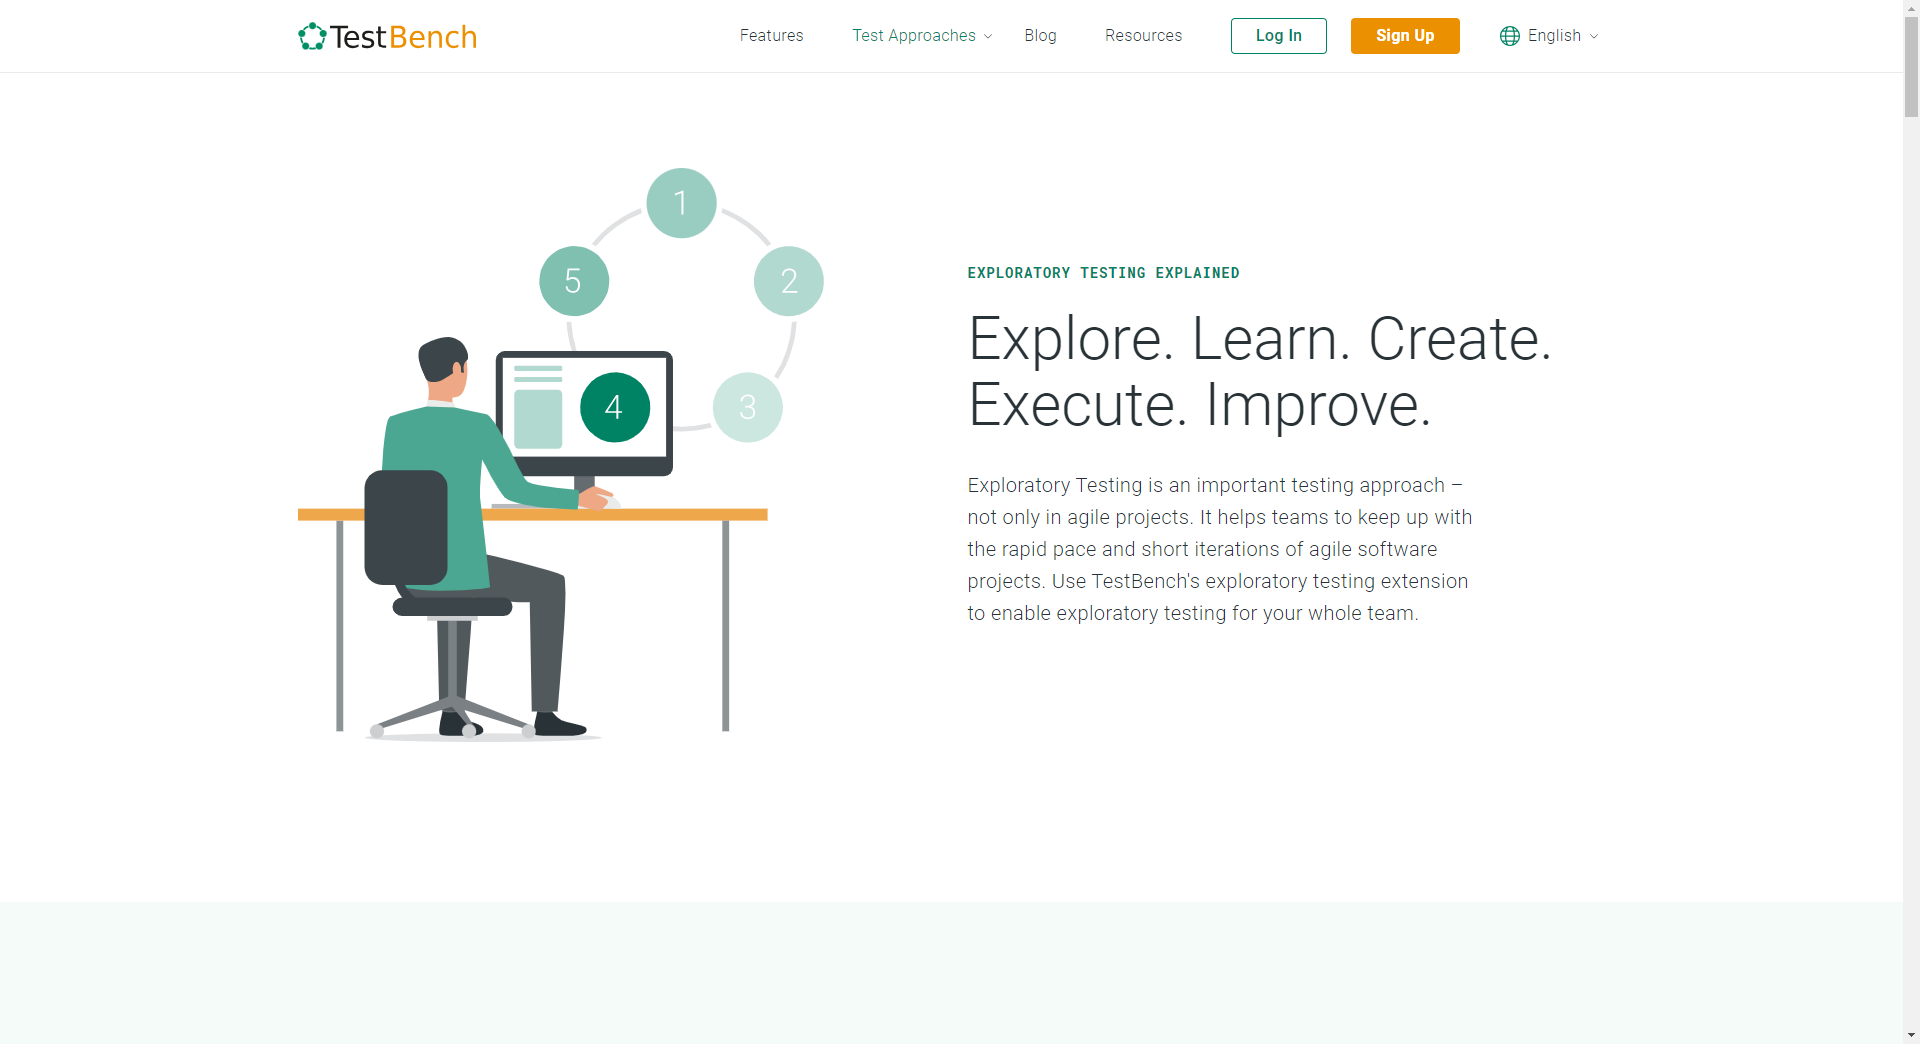 TestBench
Features
Test Approaches
Blog
Resources
Log In
Sign Up
English
1
5
2
4
3
EXPLORATORY TESTING EXPLAINED
Explore. Learn. Create.
Execute. Improve.
Exploratory Testing is an important testing approach –
not only in agile projects. It helps teams to keep up with
the rapid pace and short iterations of agile software
projects. Use TestBench's exploratory testing extension
to enable exploratory testing for your whole team.